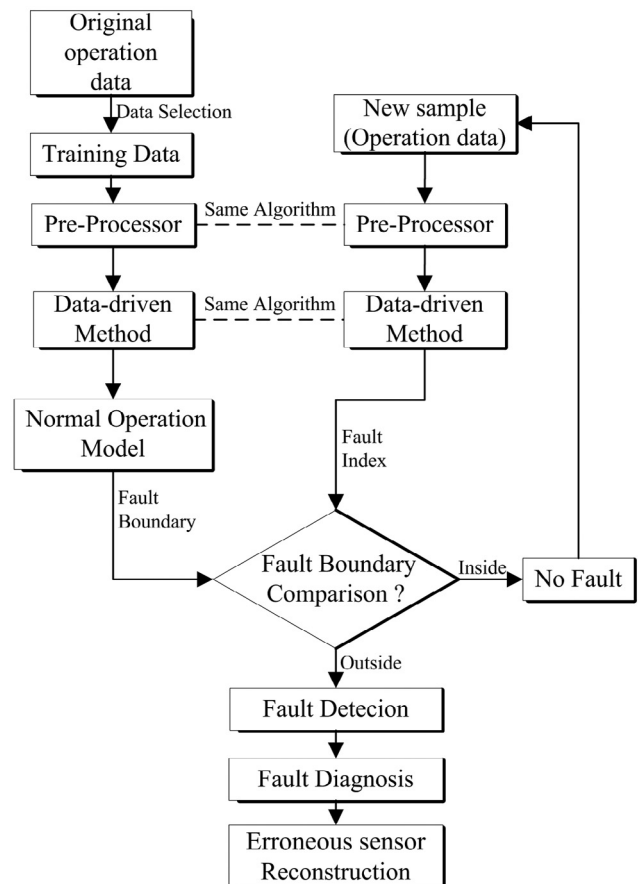 Original
operation
data
Data Selection
Training Data
Pre-Processor
Same Algorithm
Data-driven
Method
Same Algorithm
Normal Operation
Model
Fault
Boundary
New sample
(Operation data)
Pre-Processor
Data-driven
Method
Fault
Index
Fault Boundary
Comparison ?
Inside
No Fault
Outside
Fault Detecion
Fault Diagnosis
Erroneous sensor
Reconstruction